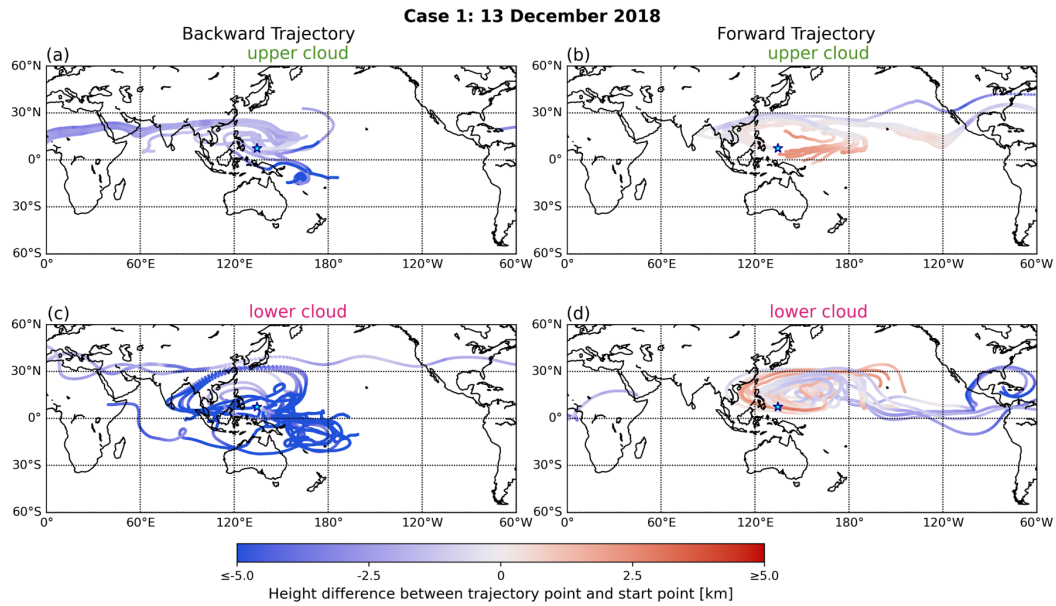 Case 1: 13 December 2018
Backward Trajectory
Forward Trajectory
(a)
upper cloud
(b)
upper cloud
60°N
30°N
0°
30°S
60°S
0°
60°E
120°E
180°
120°W
60°W
60°N
30°N
0°
30°S
60°S
0°
60°E
120°E
180°
120°W
60°W
(c)
lower cloud
(d)
lower cloud
60°N
30°N
0°
30°S
60°S
0°
60°E
120°E
180°
120°W
60°W
60°N
30°N
0°
30°S
60°S
0°
60°E
120°E
180°
120°W
60°W
≤-5.0
-2.5
0
2.5
≥5.0
Height difference between trajectory point and start point [km]